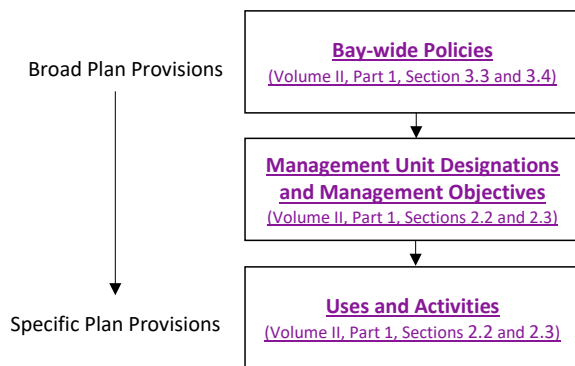 Broad Plan Provisions
Bay-wide Policies
(Volume II, Part 1, Section 3.3 and 3.4)
Management Unit Designations
and Management Objectives
(Volume II, Part 1, Sections 2.2 and 2.3)
Specific Plan Provisions
Uses and Activities
(Volume II, Part 1, Sections 2.2 and 2.3)